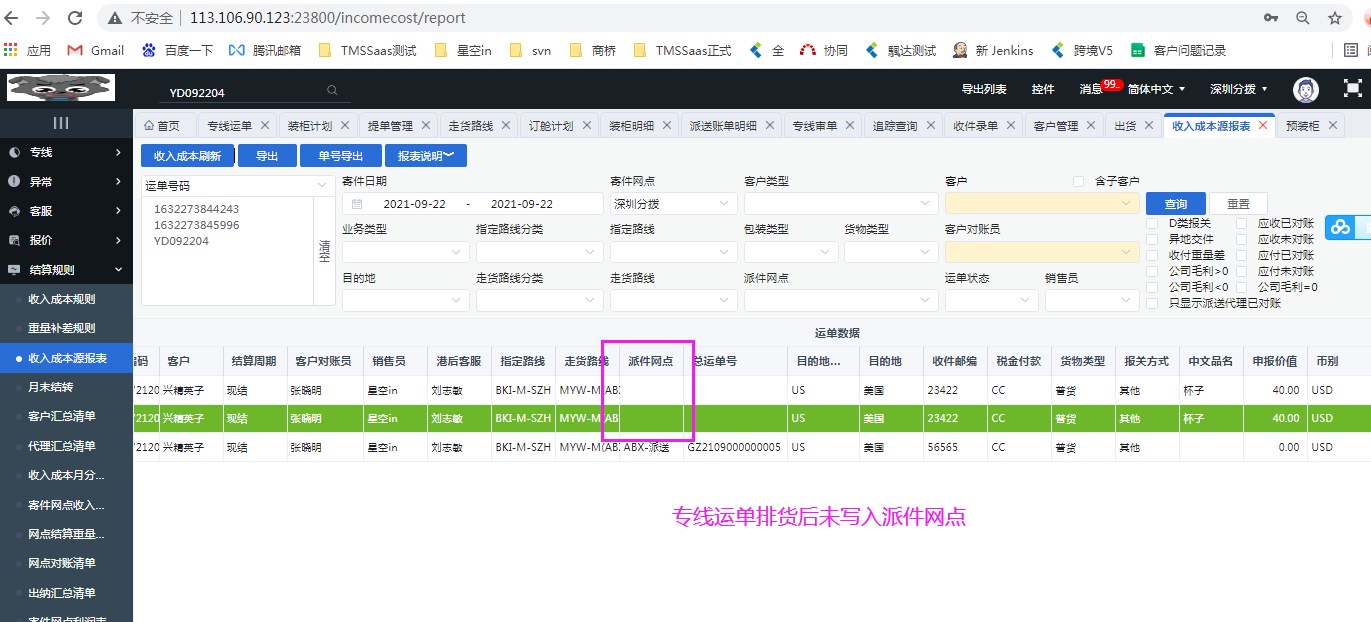 不安全 113.106.90.123:23800/incomecost/report
应用 Gmail 百度一下 腾讯邮箱 TMSSaas测试 星空in svn 商桥 TMSSaas正式 全 协同 飘达测试 新 Jenkins 跨境V5 客户问题记录
YD092204 导出列表 控件 消息 99.. 简体中文 深圳分拨
首页 专线运单 装柜计划 提单管理 走货路线 订舱计划 装柜明细 派送账单明细 专线审单 追踪查询 收件录单 客户管理 出货 收入成本源报表 预装柜
专线
异常
客服
报价
结算规则
收入成本规则
重量补差规则
收入成本源报表
月末结转
客户汇总清单
代理汇总清单
收入成本月分...
寄件网点收入...
网点结算重量...
网点对账清单
出纳汇总清单
寄件网点利润表
收入成本刷新 导出 单号导出 报表说明
运单号码 寄件日期 寄件网点 客户类型 客户 含子客户
1632273844243
1632273845996
YD092204
清空
2021-09-22 - 2021-09-22 深圳分拨 查询 重置
业务类型 指定路线分类 指定路线 包装类型 货物类型 客户对账员
目的地 走货路线分类 走货路线 派件网点 运单状态 销售员
D类报关 应收已对账
异地交件 应收未对账
收付重量差 应付已对账
公司毛利>0 应付未对账
公司毛利<0 公司毛利=0
只显示派送代理已对账
运单数据
码 客户 结算周期 客户对账员 销售员 港后客服 指定路线 走货路线 派件网点 总运单号 目的地... 目的地 收件邮编 税金付款 货物类型 报关方式 中文品名 申报价值 币别
2120 兴精英子 现结 张晓明 星空in 刘志敏 BKI-M-SZH MYW-M(AB US 美国 23422 CC 普货 其他 杯子 40.00 USD
2120 兴精英子 现结 张晓明 星空in 刘志敏 BKI-M-SZH MYW-M(AB US 美国 23422 CC 普货 其他 杯子 40.00 USD
2120 兴精英子 现结 张晓明 星空in 刘志敏 BKI-M-SZH MYW-M(AB ABX-派送 GZ2109000000005 US 美国 56565 CC 普货 其他 0.00 USD
专线运单排货后未写入派件网点